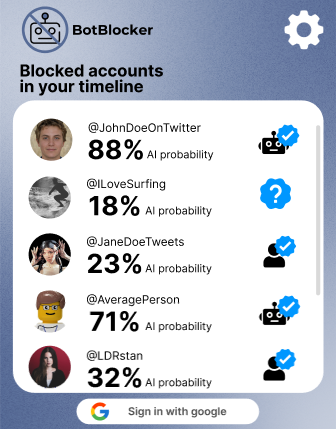 BotBlocker
Blocked accounts
in your timeline
@JohnDoeOnTwitter
88% AI probability
@ILoveSurfing
18% AI probability
?
@JaneDoeTweets
23% AI probability
@AveragePerson
71% AI probability
@LDRstan
32% AI probability
G Sign in with google